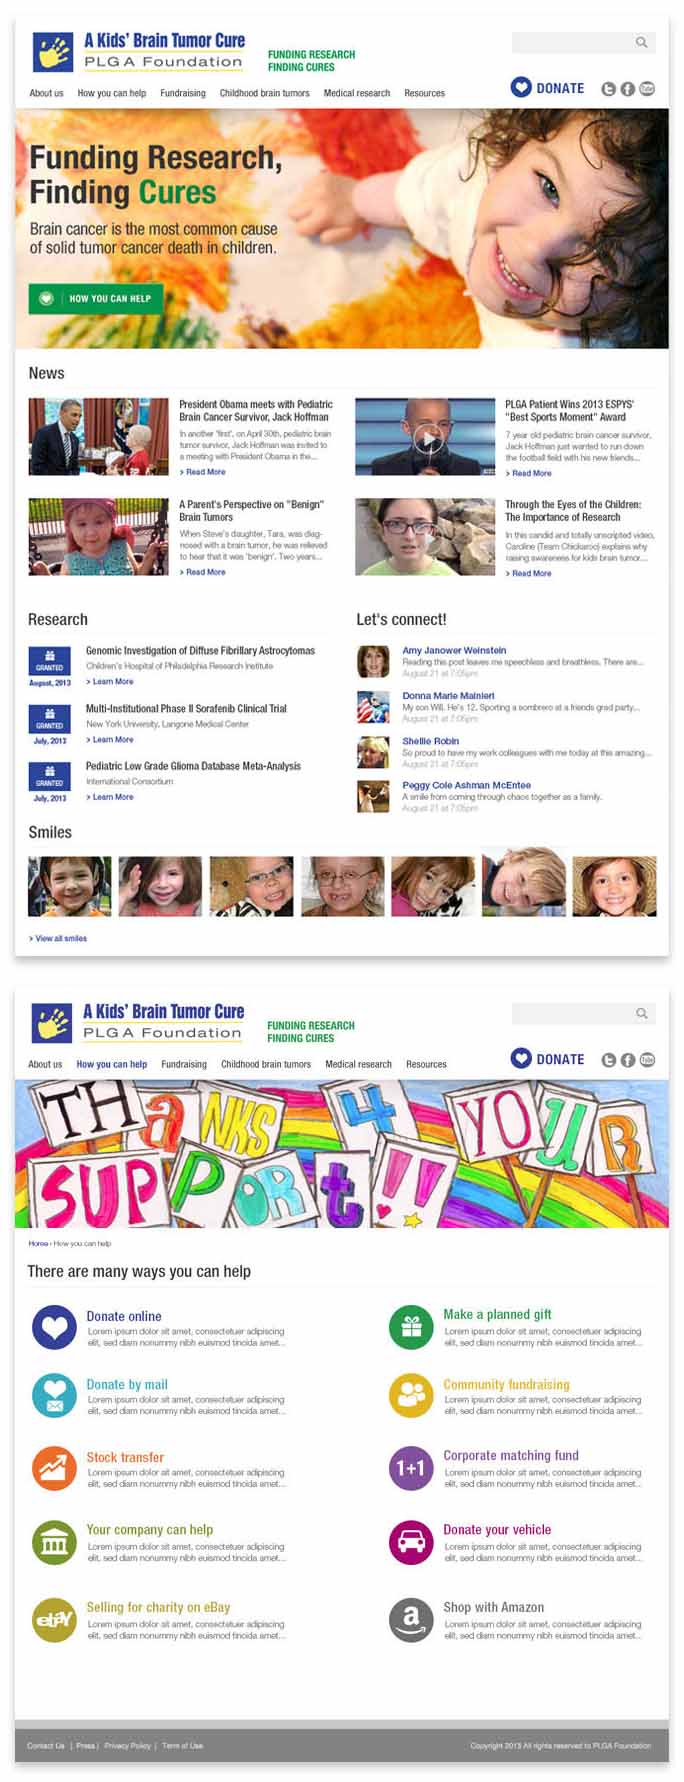 A Kids' Brain Tumor Cure
PLGA Foundation
FUNDING RESEARCH
FINDING CURES
About us How you can help Fundraising Childhood brain tumors Medical research Resources
DONATE
Funding Research,
Finding Cures
Brain cancer is the most common cause
of solid tumor cancer death in children.
HOW YOU CAN HELP
News
President Obama meets with Pediatric
Brain Cancer Survivor, Jack Hoffman
In another 'first', on April 30th, pediatric brain
tumor survivor, Jack Hoffman was invited to
a meeting with President Obama in the...
> Read More
PLGA Patient Wins 2013 ESPYS'
"Best Sports Moment" Award
7 year old pediatric brain cancer survivor,
Jack Hoffman just wanted to run down
the football field with his new friends...
> Read More
A Parent's Perspective on "Benign"
Brain Tumors
When Steve's daughter, Tara, was diag-
nosed with a brain tumor, he was relieved
to hear that it was 'benign'. Two years...
> Read More
Through the Eyes of the Children:
The Importance of Research
In this candid and totally unscripted video,
Caroline (Team Chickaroo) explains why
raising awareness for kids brain tumor...
> Read More
Research
GRANTED
August, 2013
Genomic Investigation of Diffuse Fibrillary Astrocytomas
Children's Hospital of Philadelphia Research Institute
> Learn More
GRANTED
July, 2013
Multi-Institutional Phase II Sorafenib Clinical Trial
New York University, Langone Medical Center
> Learn More
GRANTED
July, 2013
Pediatric Low Grade Glioma Database Meta-Analysis
International Consortium
> Learn More
Let's connect!
Amy Janower Weinstein
Reading this post leaves me speechless and breathless. There are...
August 21 at 7:05pm
Donna Marie Mainieri
My son Will. He's 12. Sporting a sombrero at a friends grad party...
August 21 at 7:05pm
Shellie Robin
So proud to have my work colleagues with me today at this amazing...
August 21 at 7:05pm
Peggy Cole Ashman McEntee
A smile from coming through chaos together as a family.
August 21 at 7:05pm
Smiles
> View all smiles
A Kids' Brain Tumor Cure
PLGA Foundation
FUNDING RESEARCH
FINDING CURES
About us How you can help Fundraising Childhood brain tumors Medical research Resources
DONATE
THaNKS 4 YOUR
SUPPORt!!
Home › How you can help
There are many ways you can help
Donate online
Lorem ipsum dolor sit amet, consectetuer adipiscing
elit, sed diam nonummy nibh euismod tincida amet...
Make a planned gift
Lorem ipsum dolor sit amet, consectetuer adipiscing
elit, sed diam nonummy nibh euismod tincida amet...
Donate by mail
Lorem ipsum dolor sit amet, consectetuer adipiscing
elit, sed diam nonummy nibh euismod tincida amet...
Community fundraising
Lorem ipsum dolor sit amet, consectetuer adipiscing
elit, sed diam nonummy nibh euismod tincida amet...
Stock transfer
Lorem ipsum dolor sit amet, consectetuer adipiscing
elit, sed diam nonummy nibh euismod tincida amet...
1+1
Corporate matching fund
Lorem ipsum dolor sit amet, consectetuer adipiscing
elit, sed diam nonummy nibh euismod tincida amet...
Your company can help
Lorem ipsum dolor sit amet, consectetuer adipiscing
elit, sed diam nonummy nibh euismod tincida amet...
Donate your vehicle
Lorem ipsum dolor sit amet, consectetuer adipiscing
elit, sed diam nonummy nibh euismod tincida amet...
ebaY
Selling for charity on eBay
Lorem ipsum dolor sit amet, consectetuer adipiscing
elit, sed diam nonummy nibh euismod tincida amet...
a
Shop with Amazon
Lorem ipsum dolor sit amet, consectetuer adipiscing
elit, sed diam nonummy nibh euismod tincida amet...
Contact Us | Press | Privacy Policy | Term of Use
Copyright 2013 All rights reserved to PLGA Foundation